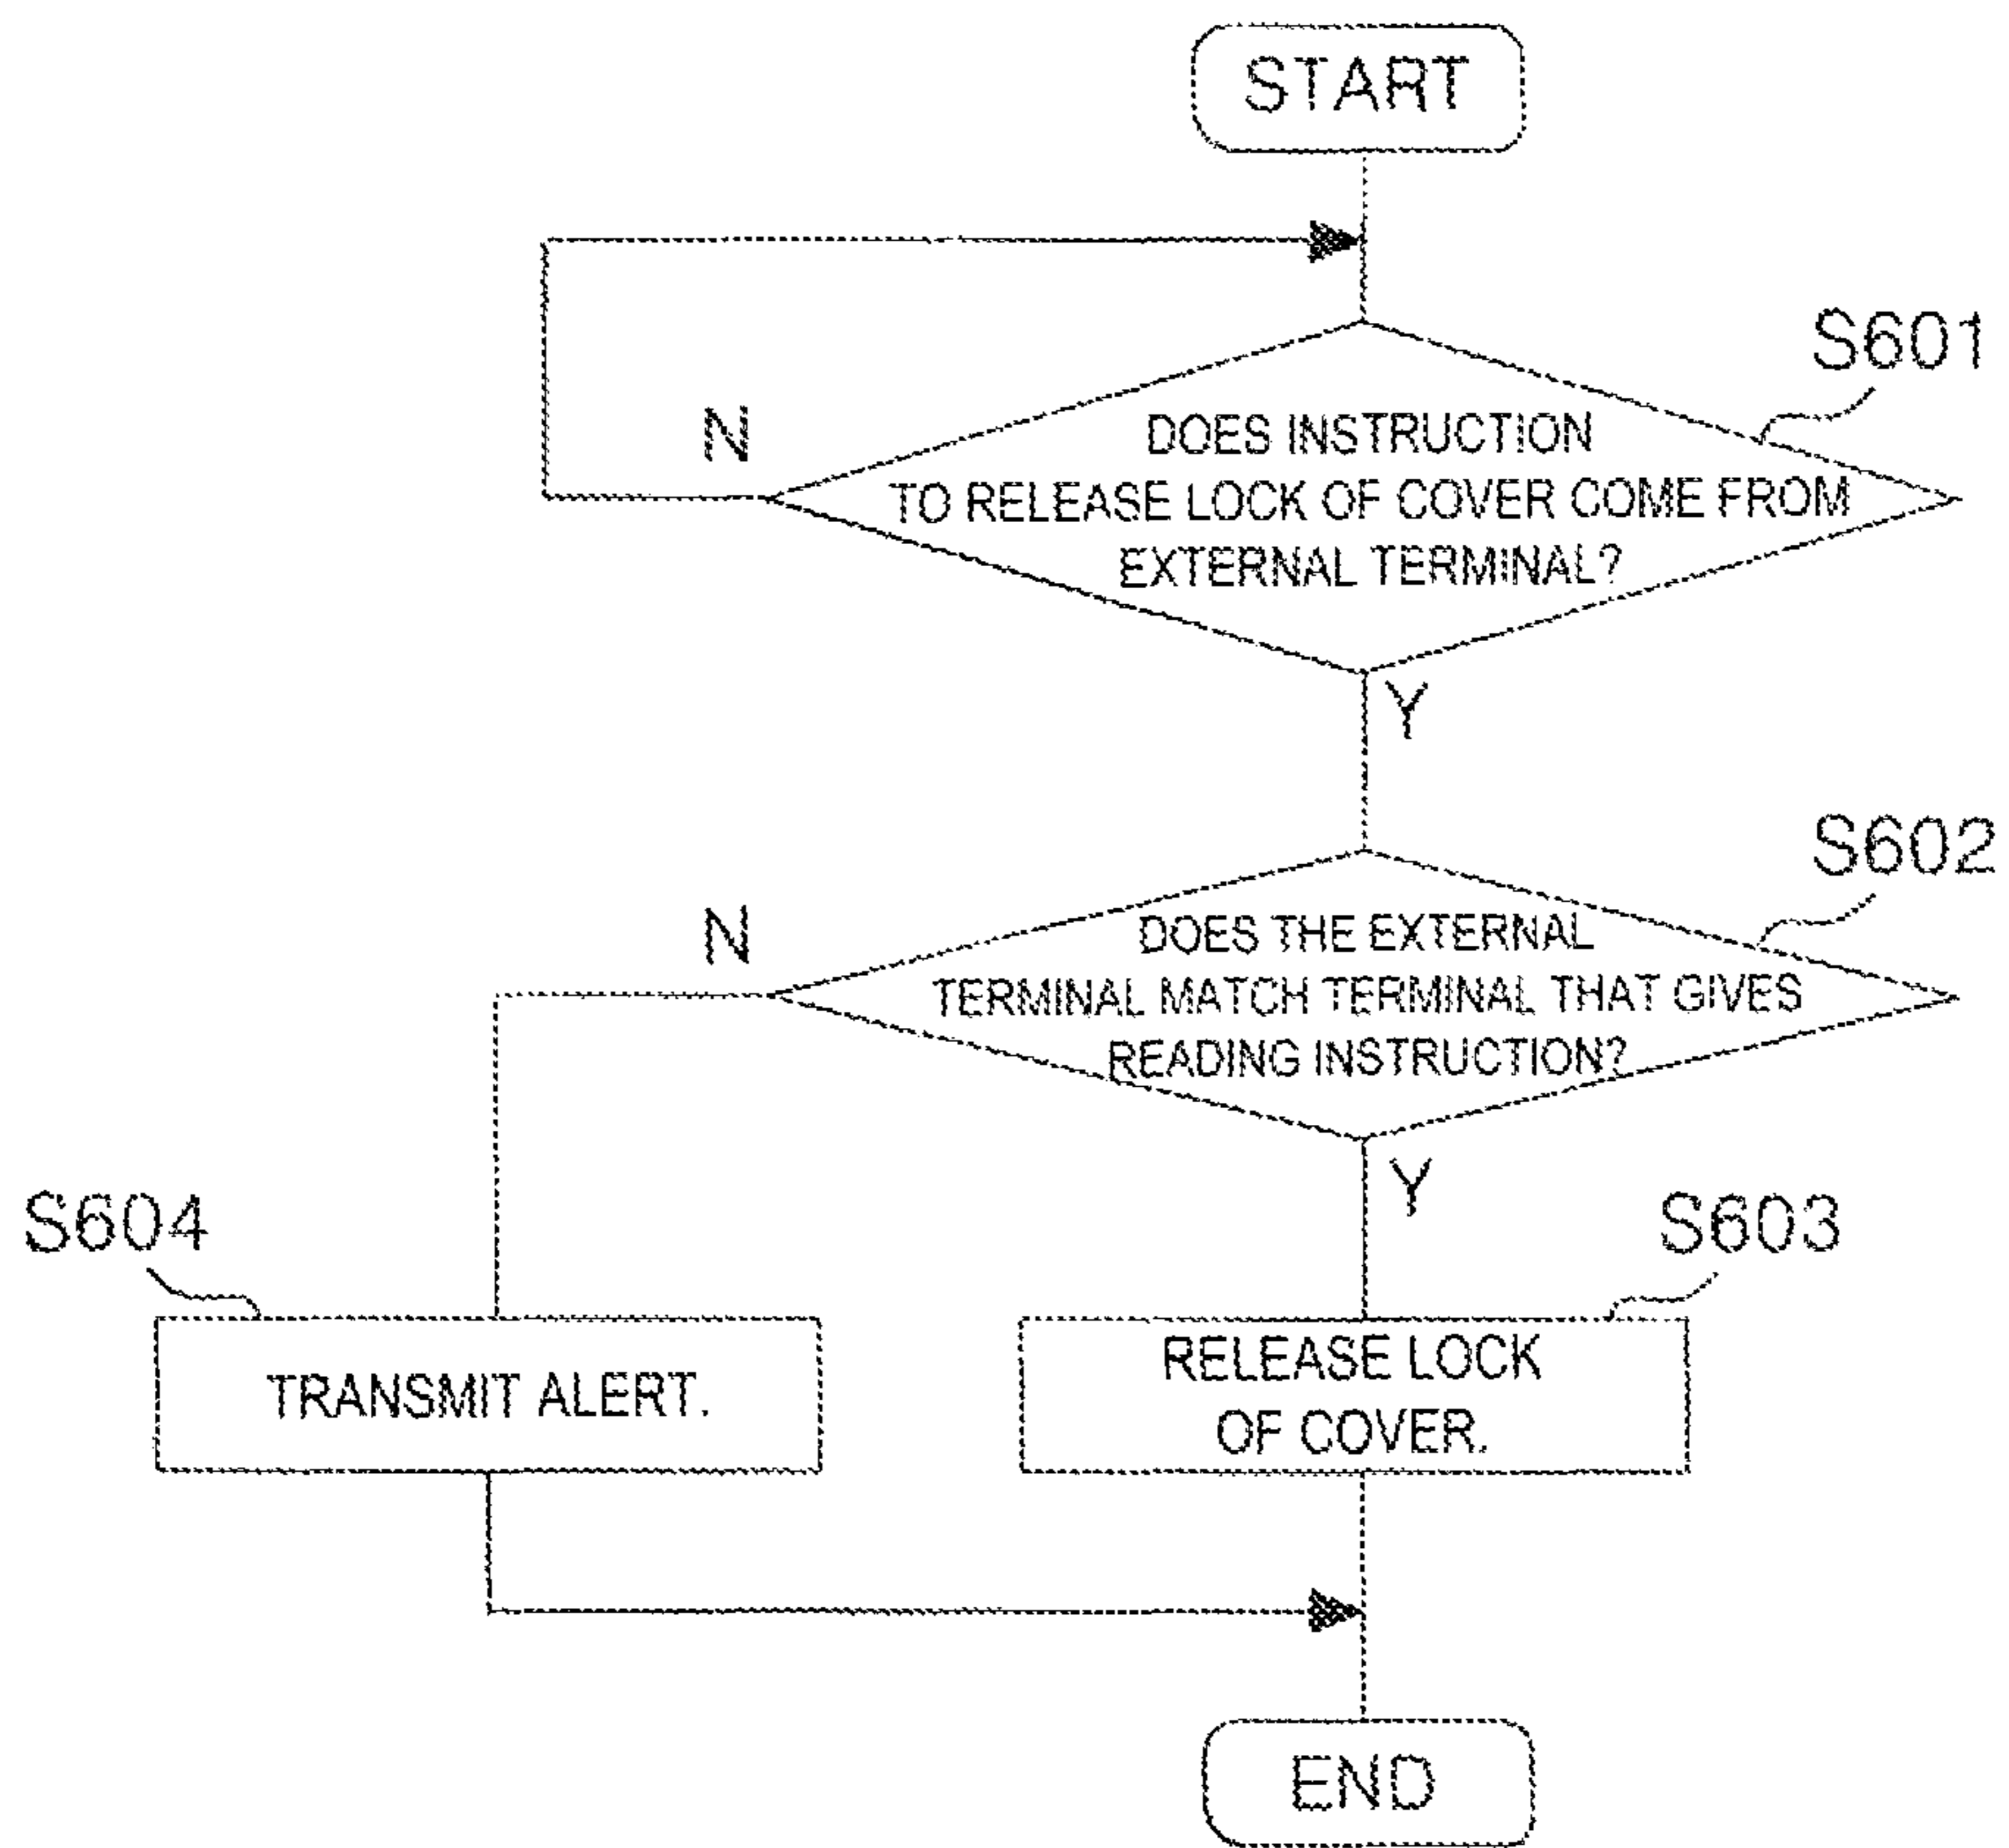 START
S601
N
DOES INSTRUCTION
TO RELEASE LOCK OF COVER COME FROM
EXTERNAL TERMINAL?
Y
S602
N
DOES THE EXTERNAL
TERMINAL MATCH TERMINAL THAT GIVES
READING INSTRUCTION?
Y
S604
S603
TRANSMIT ALERT.
RELEASE LOCK
OF COVER.
END